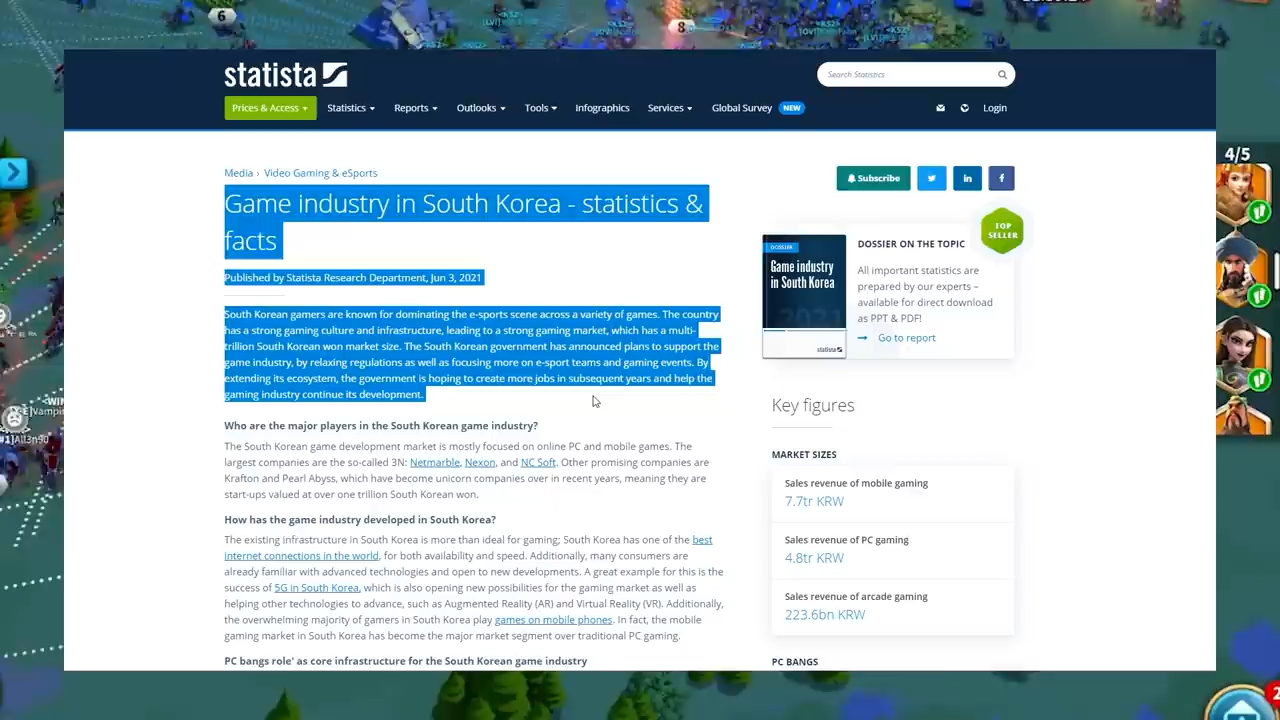 6
8
4/5
statista
Search Statistics
Prices & Access
Statistics
Reports
Outlooks
Tools
Infographics
Services
Global Survey
NEW
Login
Media › Video Gaming & eSports
Subscribe
Game industry in South Korea - statistics &
facts
Published by Statista Research Department, Jun 3, 2021
South Korean gamers are known for dominating the e-sports scene across a variety of games. The country
has a strong gaming culture and infrastructure, leading to a strong gaming market, which has a multi-
trillion South Korean won market size. The South Korean government has announced plans to support the
game industry, by relaxing regulations as well as focusing more on e-sport teams and gaming events. By
extending its ecosystem, the government is hoping to create more jobs in subsequent years and help the
gaming industry continue its development.
Who are the major players in the South Korean game industry?
The South Korean game development market is mostly focused on online PC and mobile games. The
largest companies are the so-called 3N: Netmarble, Nexon, and NC Soft. Other promising companies are
Krafton and Pearl Abyss, which have become unicorn companies over in recent years, meaning they are
start-ups valued at over one trillion South Korean won.
How has the game industry developed in South Korea?
The existing infrastructure in South Korea is more than ideal for gaming; South Korea has one of the best
internet connections in the world, for both availability and speed. Additionally, many consumers are
already familiar with advanced technologies and open to new developments. A great example for this is the
success of 5G in South Korea, which is also opening new possibilities for the gaming market as well as
helping other technologies to advance, such as Augmented Reality (AR) and Virtual Reality (VR). Additionally,
the overwhelming majority of gamers in South Korea play games on mobile phones. In fact, the mobile
gaming market in South Korea has become the major market segment over traditional PC gaming.
PC bangs role' as core infrastructure for the South Korean game industry
TOP
SELLER
DOSSIER
Game industry
in South Korea
2021
statista
DOSSIER ON THE TOPIC
All important statistics are
prepared by our experts –
available for direct download
as PPT & PDF!
Go to report
Key figures
MARKET SIZES
Sales revenue of mobile gaming
7.7tr KRW
Sales revenue of PC gaming
4.8tr KRW
Sales revenue of arcade gaming
223.6bn KRW
PC BANGS
2